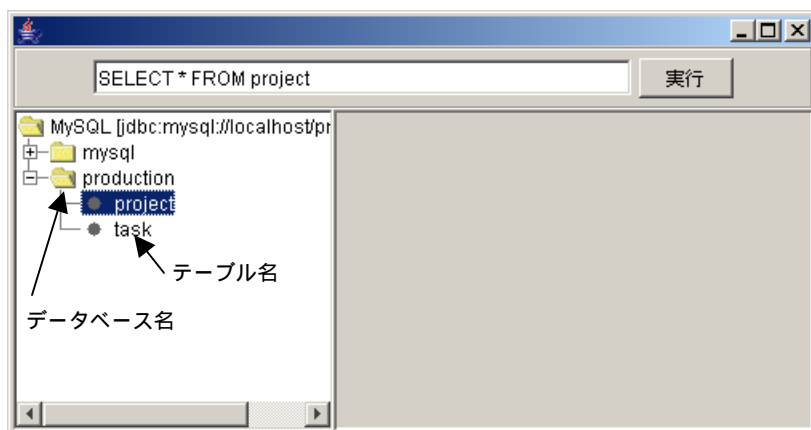 SELECT * FROM project
実行
MySQL [jdbc:mysql://localhost/pr
mysql
production
project
task
テーブル名
データベース名